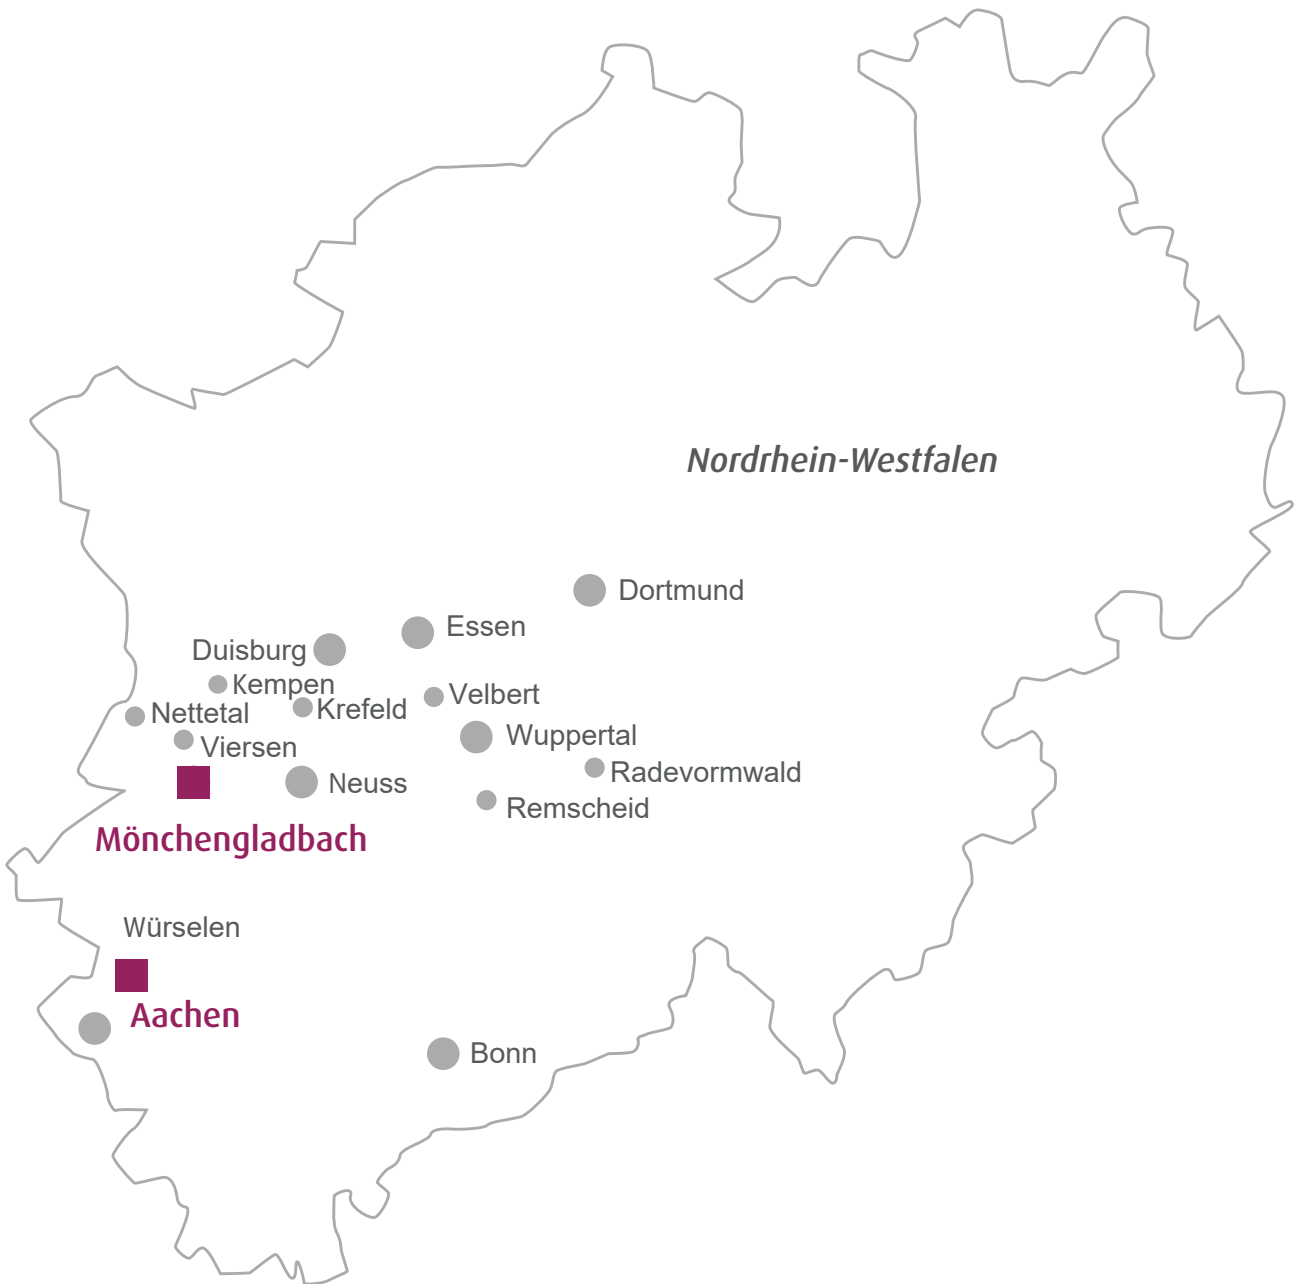 Nordrhein-Westfalen
Dortmund
Essen
Duisburg
Kempen
Velbert
Krefeld
Nettetal
Wuppertal
Viersen
Radevormwald
Neuss
Remscheid
Mönchengladbach
Würselen
Aachen
Bonn